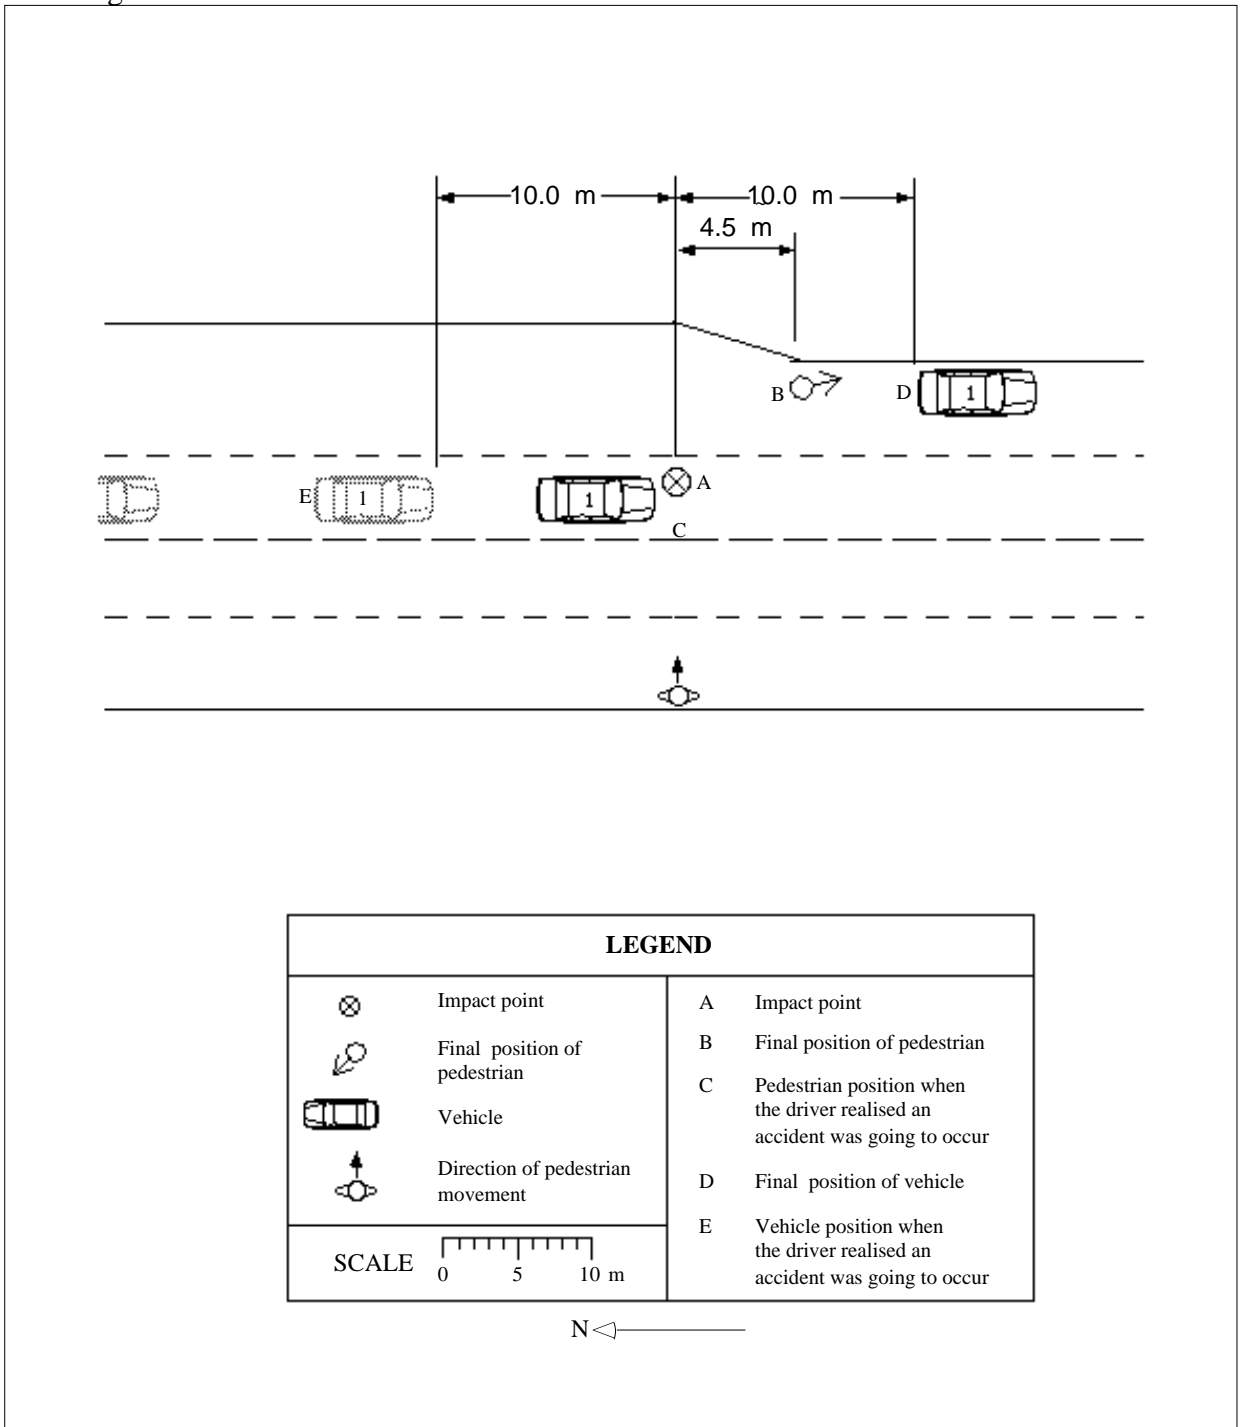 10.0 m
10.0 m
4.5 m
B
D
1
E
1
1
A
C
LEGEND
Impact point
Final position of
pedestrian
Vehicle
Direction of pedestrian
movement
SCALE
0 5 10 m
A Impact point
B Final position of pedestrian
C Pedestrian position when
the driver realised an
accident was going to occur
D Final position of vehicle
E Vehicle position when
the driver realised an
accident was going to occur
N